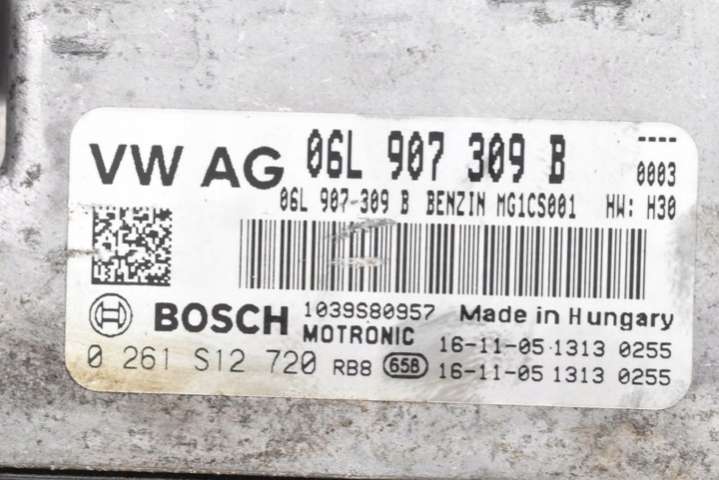 VW AG 06L 907 309 B ----
0003
06L 907-309 B BENZIN MG1CS001 HW: H30
BOSCH 1039S80957 Made in Hungary
MOTRONIC 16-11-05 1313 0255
0 261 S12 720 RB8 658 16-11-05 1313 0255